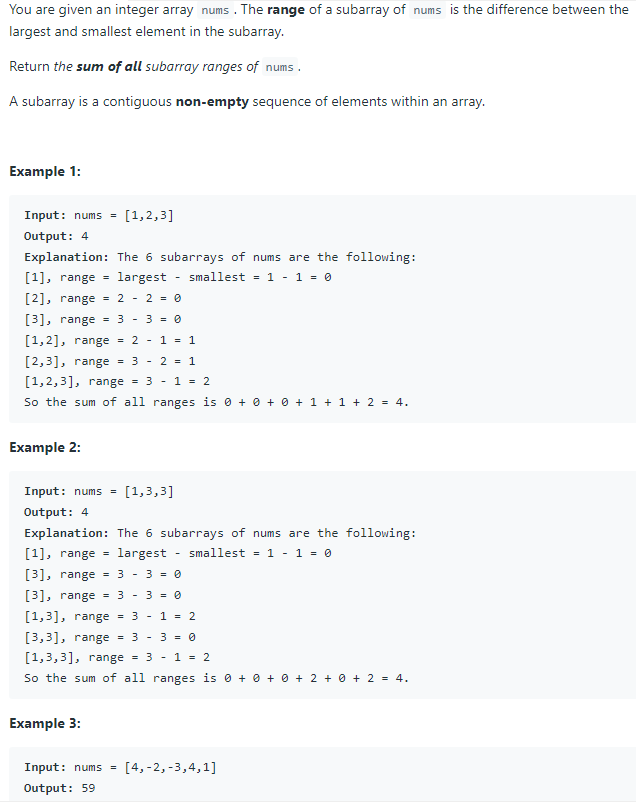 You are given an integer array nums . The range of a subarray of nums is the difference between the
largest and smallest element in the subarray.
Return the sum of all subarray ranges of nums .
A subarray is a contiguous non-empty sequence of elements within an array.
Example 1:
Input: nums = [1,2,3]
Output: 4
Explanation: The 6 subarrays of nums are the following:
[1], range = largest - smallest = 1 - 1 = 0
[2], range = 2 - 2 = 0
[3], range = 3 - 3 = 0
[1,2], range = 2 - 1 = 1
[2,3], range = 3 - 2 = 1
[1,2,3], range = 3 - 1 = 2
So the sum of all ranges is 0 + 0 + 0 + 1 + 1 + 2 = 4.
Example 2:
Input: nums = [1,3,3]
Output: 4
Explanation: The 6 subarrays of nums are the following:
[1], range = largest - smallest = 1 - 1 = 0
[3], range = 3 - 3 = 0
[3], range = 3 - 3 = 0
[1,3], range = 3 - 1 = 2
[3,3], range = 3 - 3 = 0
[1,3,3], range = 3 - 1 = 2
So the sum of all ranges is 0 + 0 + 0 + 2 + 0 + 2 = 4.
Example 3:
Input: nums = [4,-2,-3,4,1]
Output: 59